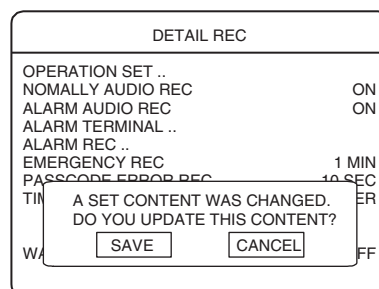 DETAIL REC
OPERATION SET ..
NOMALLY AUDIO REC ON
ALARM AUDIO REC ON
ALARM TERMINAL ..
ALARM REC ..
EMERGENCY REC 1 MIN
PASSCODE ERROR REC 10 SEC
A SET CONTENT WAS CHANGED.
DO YOU UPDATE THIS CONTENT?
SAVE CANCEL